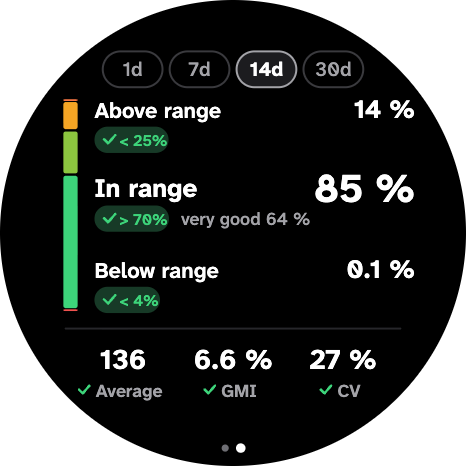 1d 7d 14d 30d
Above range 14 %
< 25%
In range 85 %
> 70% very good 64 %
Below range 0.1 %
< 4%
136 6.6 % 27 %
Average GMI CV